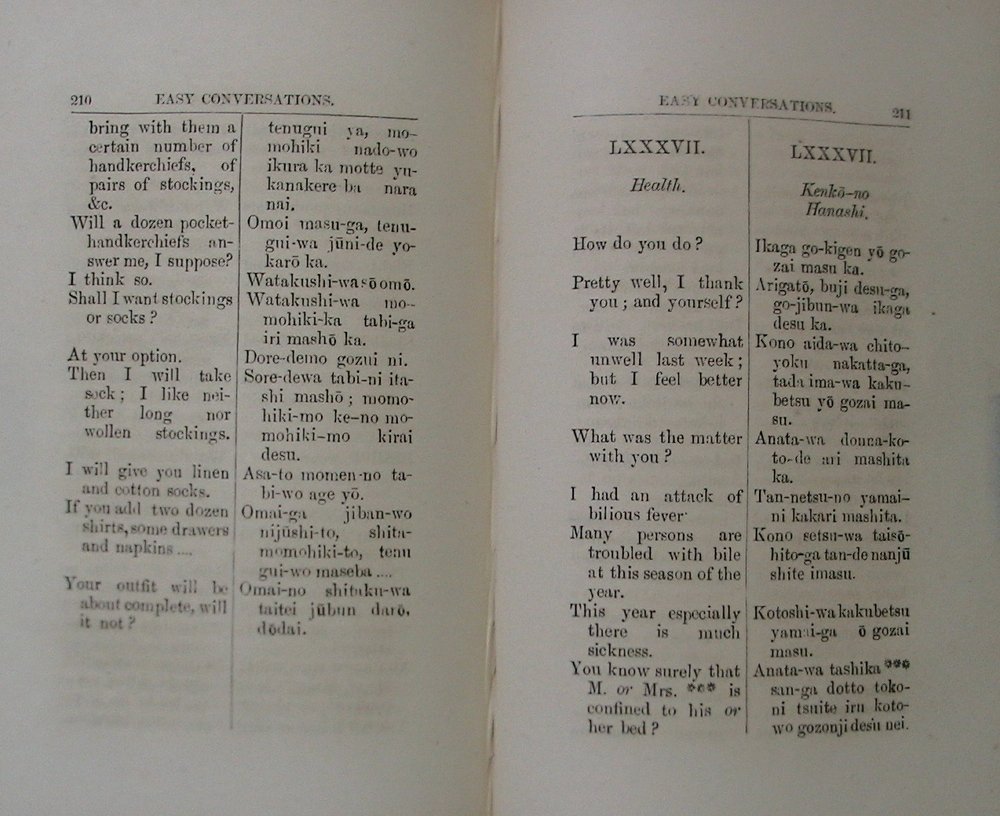 210 EASY CONVERSATIONS.
bring with them a
certain number of
handkerchiefs, of
pairs of stockings,
&c.
Will a dozen pocket-
handkerchiefs an-
swer me, I suppose?
I think so.
Shall I want stockings
or socks ?
At your option.
Then I will take
sock ; I like nei-
ther long nor
wollen stockings.
I will give you linen
and cotton socks.
If you add two dozen
shirts, some drawers
and napkins ....
Your outfit will be
about complete, will
it not ?
tenugui ya, mo-
mohiki nado-wo
ikura ka motte yu-
kanakere ba nara
nai.
Omoi masu-ga, tenu-
gui-wa jūni-de yo-
karō ka.
Watakushi-wa sō omō.
Watakushi-wa mo-
mohiki-ka tabi-ga
iri mashō ka.
Dore-demo gozui ni.
Sore-dewa tabi-ni ita-
shi mashō ; momo-
hiki-mo ke-no mo-
mohiki-mo kirai
desu.
Asa-to momen-no ta-
bi-wo age yō.
Omai-ga jiban-wo
nijūshi-to, shita-
momohiki-to, tenu
gui-wo maseba ....
Omai-no shitaku-wa
taitei jūbun darō,
dōdai.
EASY CONVERSATIONS. 211
LXXXVII.
Health.
How do you do ?
Pretty well, I thank
you ; and yourself ?
I was somewhat
unwell last week ;
but I feel better
now.
What was the matter
with you ?
I had an attack of
bilious fever
Many persons are
troubled with bile
at this season of the
year.
This year especially
there is much
sickness.
You know surely that
M. or Mrs. *** is
confined to his or
her bed ?
LXXXVII.
Kenkō-no
Hanashi.
Ikaga go-kigen yō go-
zai masu ka.
Arigatō, buji desu-ga,
go-jibun-wa ikaga
desu ka.
Kono aida-wa chito-
yoku nakatta-ga,
tada ima-wa kaku-
betsu yō gozai ma-
su.
Anata-wa donna-ko-
to-de ari mashita
ka.
Tan-netsu-no yamai-
ni kakari mashita.
Kono setsu-wa taisō-
hito-ga tan-de nanjū
shite imasu.
Kotoshi-wa kakubetsu
yamai-ga ō gozai
masu.
Anata-wa tashika ***
san-ga dotto toko-
ni tsuite iru koto-
wo gozonji desu nei.